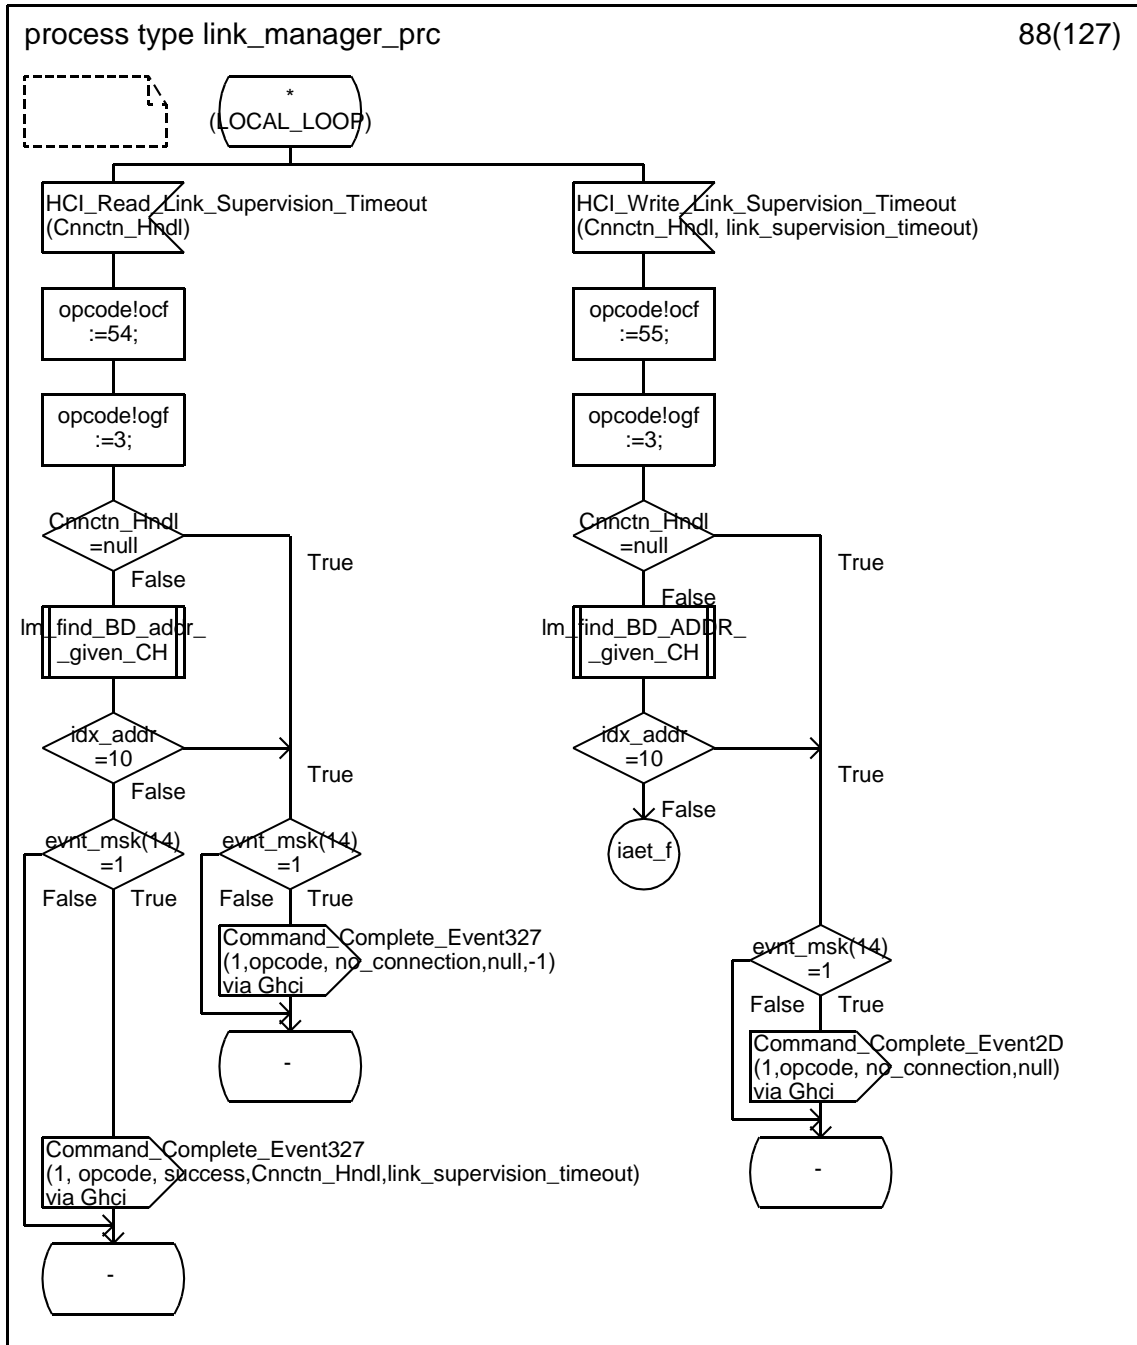 process type link_manager_prc
88(127)
*
(LOCAL_LOOP)
HCI_Read_Link_Supervision_Timeout
(Cnnctn_Hndl)
opcode!ocf
:=54;
opcode!ogf
:=3;
Cnnctn_Hndl
=null
True
False
lm_find_BD_addr_
_given_CH
idx_addr
=10
True
False
evnt_msk(14)
=1
False
True
evnt_msk(14)
=1
False
True
Command_Complete_Event327
(1,opcode, no_connection,null,-1)
via Ghci
-
Command_Complete_Event327
(1, opcode, success,Cnnctn_Hndl,link_supervision_timeout)
via Ghci
-
HCI_Write_Link_Supervision_Timeout
(Cnnctn_Hndl, link_supervision_timeout)
opcode!ocf
:=55;
opcode!ogf
:=3;
Cnnctn_Hndl
=null
True
False
lm_find_BD_ADDR_
_given_CH
idx_addr
=10
True
False
iaet_f
evnt_msk(14)
=1
False
True
Command_Complete_Event2D
(1,opcode, no_connection,null)
via Ghci
-